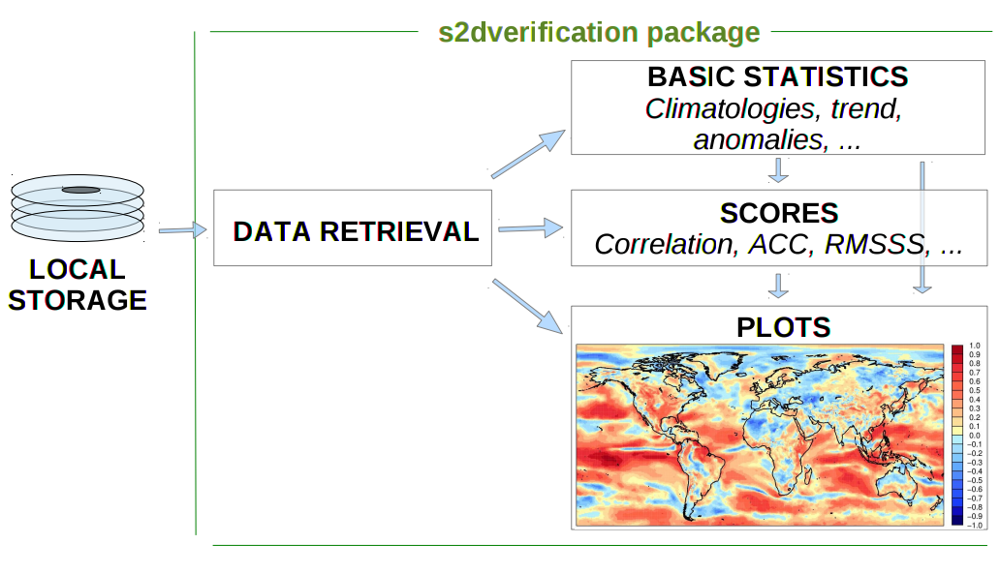 s2dverification package
BASIC STATISTICS
Climatologies, trend,
anomalies, ...
LOCAL
STORAGE
DATA RETRIEVAL
SCORES
Correlation, ACC, RMSSS, ...
PLOTS
1.0
0.9
0.8
0.7
0.6
0.5
0.4
0.3
0.2
0.1
0.0
−0.1
−0.2
−0.3
−0.4
−0.5
−0.6
−0.7
−0.8
−0.9
−1.0